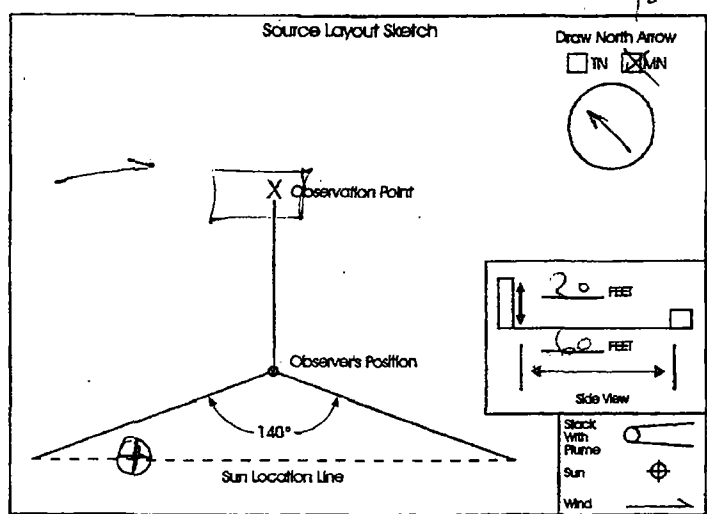 Source Layout Sketch
Draw North Arrow
TN MN
X Observation Point
20 FEET
60 FEET
Side View
Observer's Position
140°
Sun Location Line
Stack
With
Plume
Sun
Wind